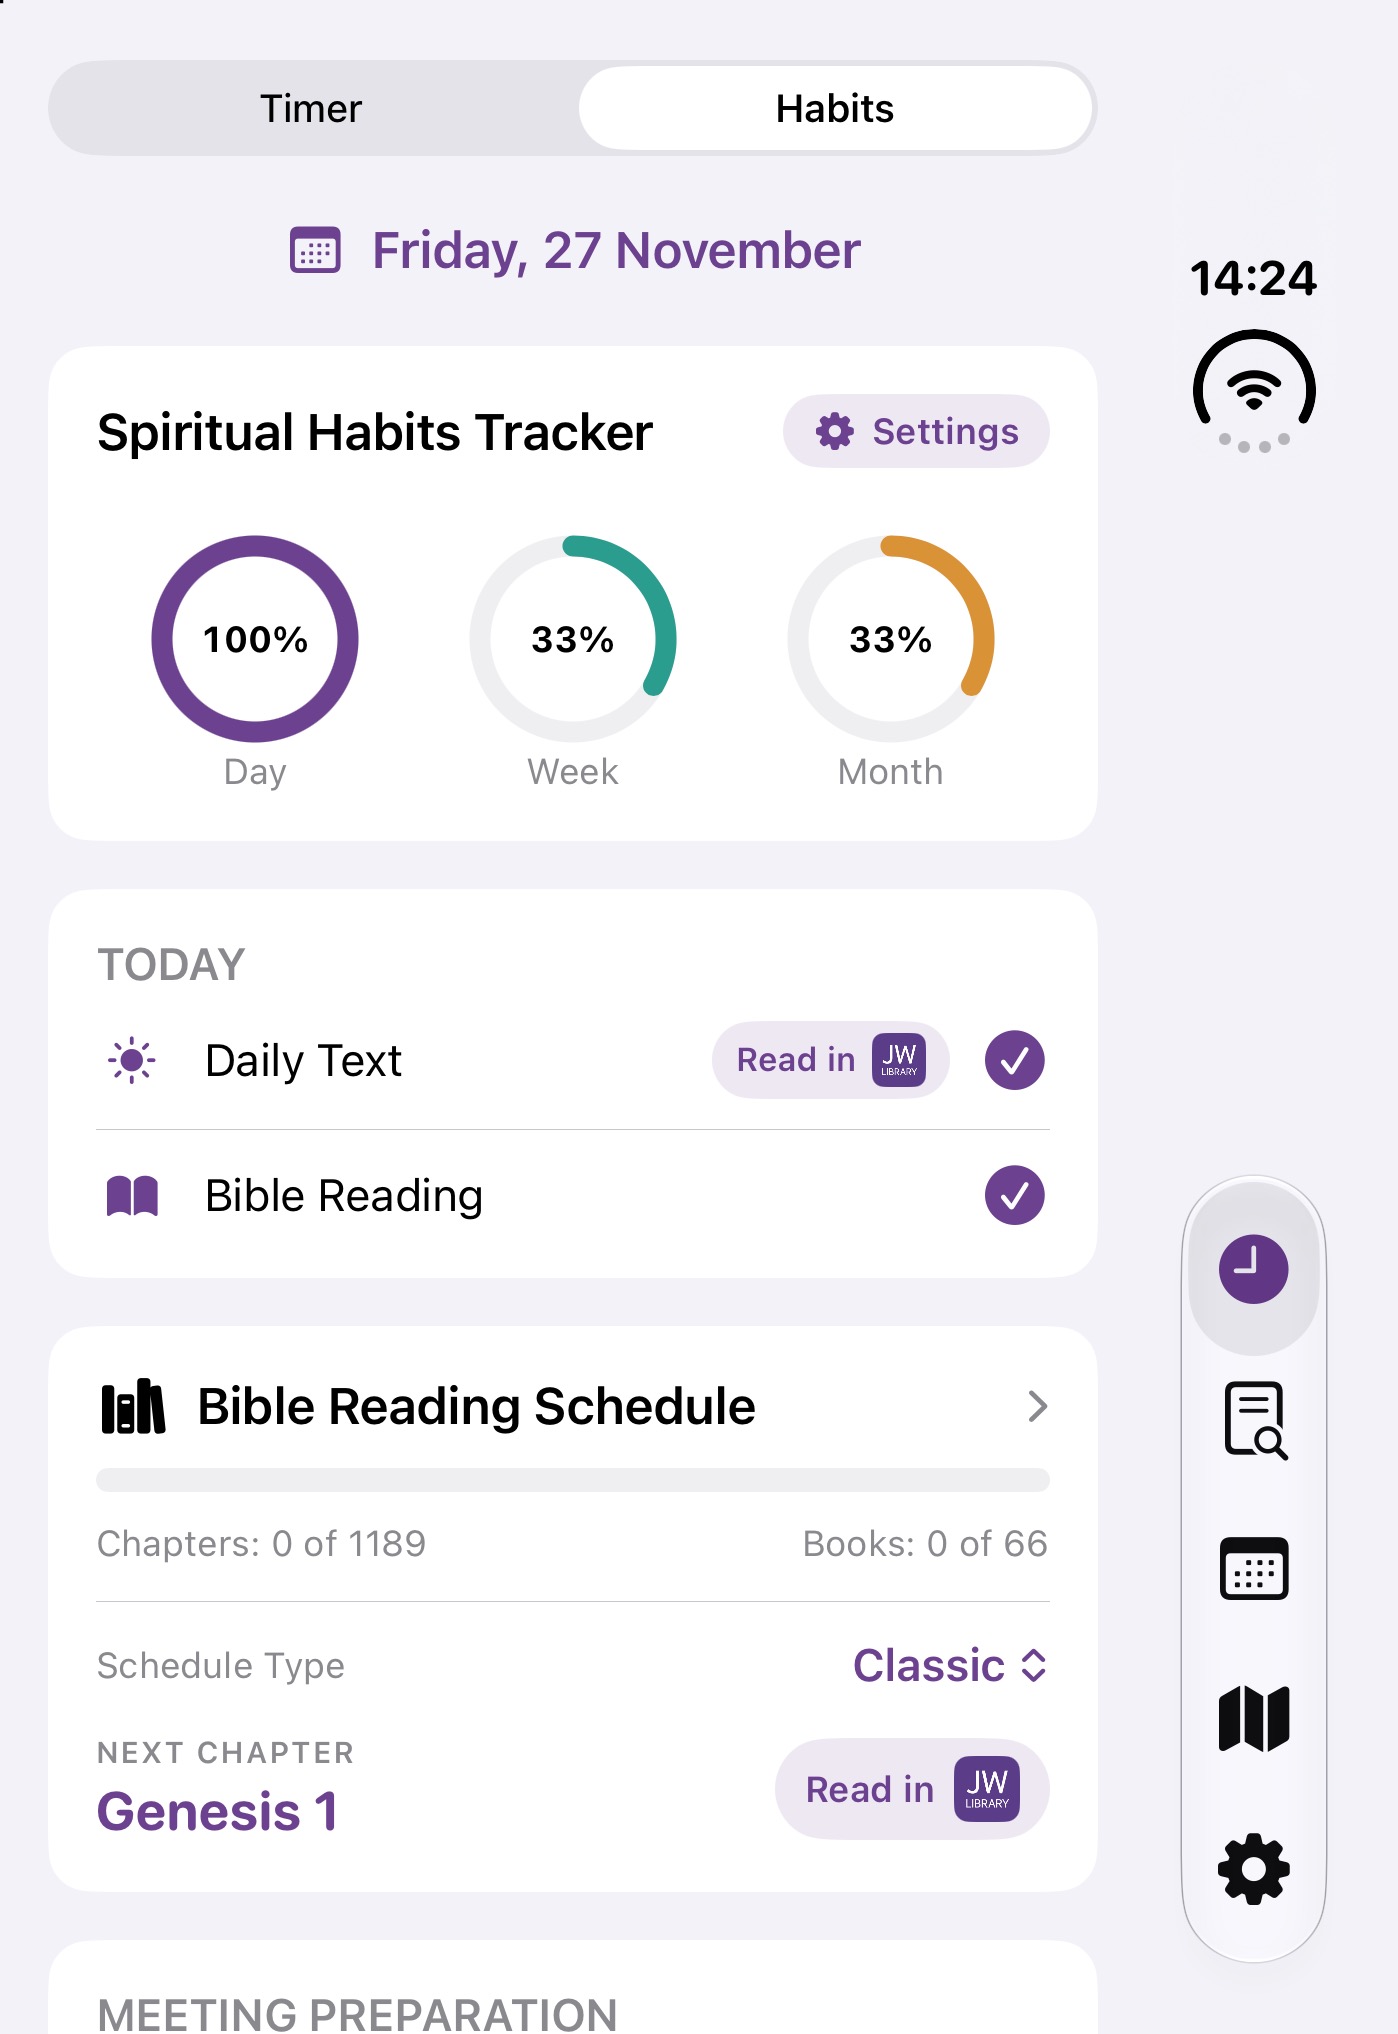 Timer
Habits
Friday, 27 November
14:24
Spiritual Habits Tracker
Settings
100%
33%
33%
Day
Week
Month
TODAY
Daily Text
Read in
JW
LIBRARY
Bible Reading
Bible Reading Schedule
Chapters: 0 of 1189
Books: 0 of 66
Schedule Type
Classic
NEXT CHAPTER
Genesis 1
Read in
JW
LIBRARY
MEETING PREPARATION